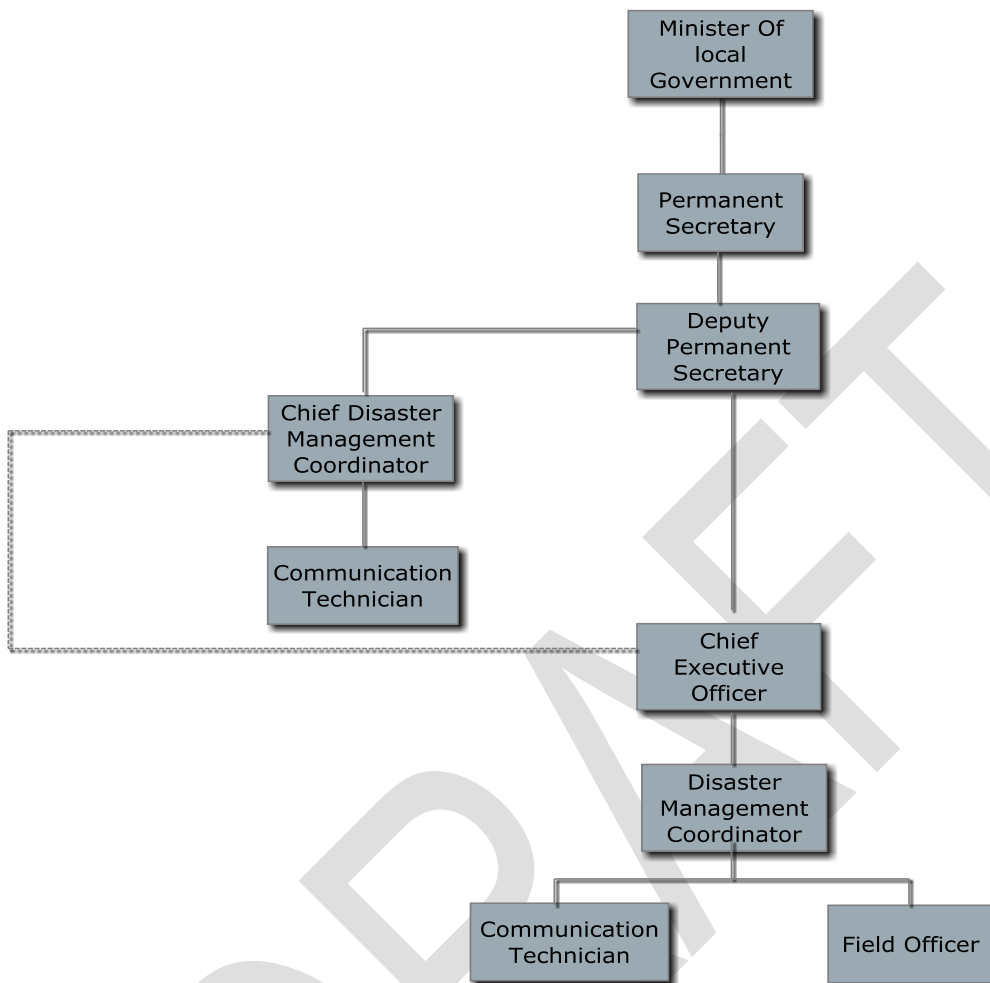 Minister Of
local
Government
Permanent
Secretary
Deputy
Permanent
Secretary
Chief Disaster
Management
Coordinator
Communication
Technician
Chief
Executive
Officer
Disaster
Management
Coordinator
Communication
Technician
Field Officer
DRAFT